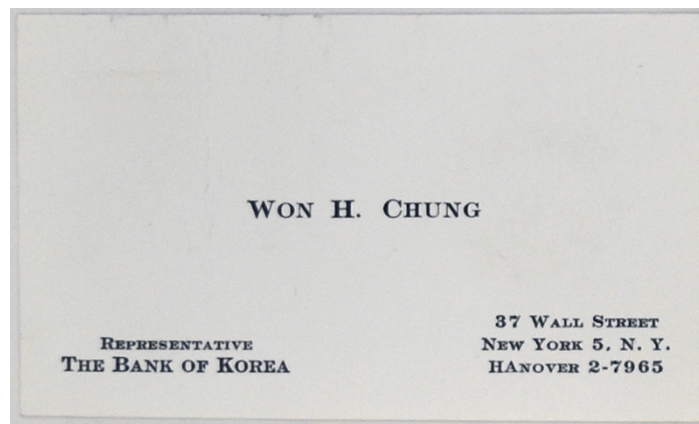 Won H. Chung
Representative
The Bank of Korea
37 Wall Street
New York 5, N. Y.
HAnover 2-7965